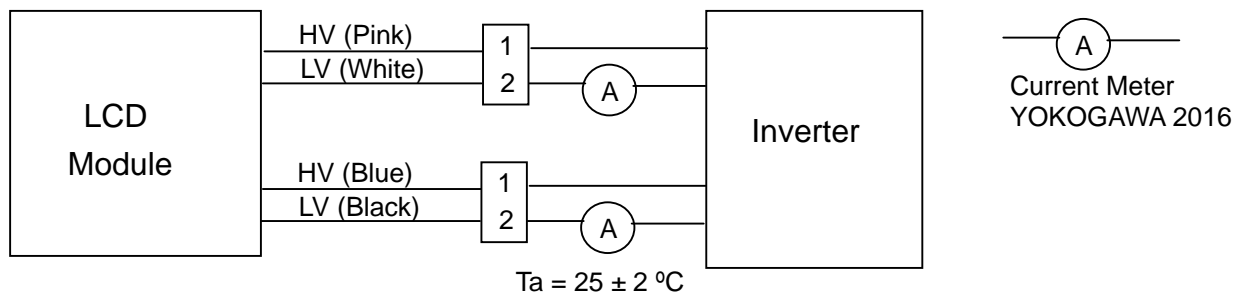 LCD
Module
HV (Pink)
LV (White)
1
2
A
HV (Blue)
LV (Black)
1
2
A
Ta = 25 ± 2 ºC
Inverter
A
Current Meter
YOKOGAWA 2016